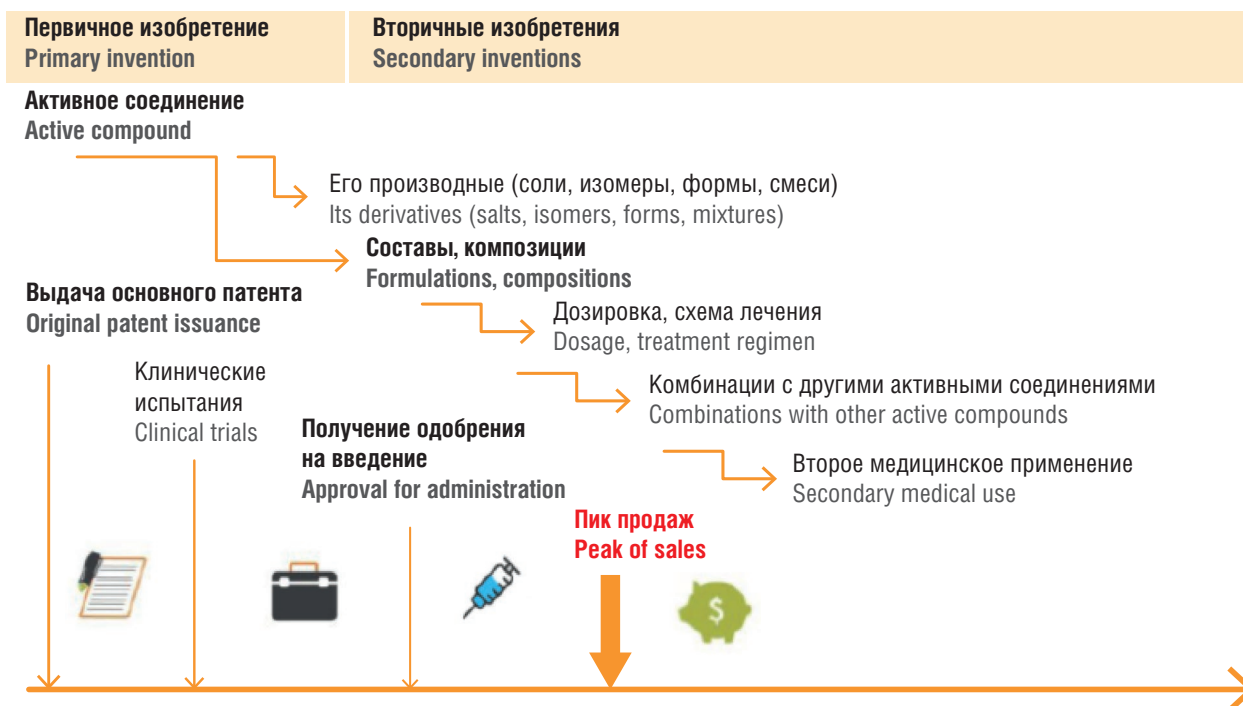 Первичное изобретение
Primary invention
Вторичные изобретения
Secondary inventions
Активное соединение
Active compound
Его производные (соли, изомеры, формы, смеси)
Its derivatives (salts, isomers, forms, mixtures)
Составы, композиции
Formulations, compositions
Выдача основного патента
Original patent issuance
Дозировка, схема лечения
Dosage, treatment regimen
Клинические
испытания
Clinical trials
Комбинации с другими активными соединениями
Combinations with other active compounds
Получение одобрения
на введение
Approval for administration
Второе медицинское применение
Secondary medical use
Пик продаж
Peak of sales
$